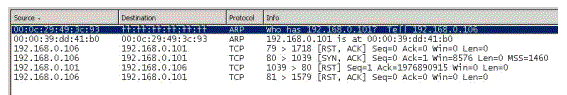 Source Destination Protocol Info
00:0c:29:49:3c:93 ff:ff:ff:ff:ff:ff ARP Who has 192.168.0.101? Tell 192.168.0.106
00:00:39:dd:41:b0 00:0c:29:49:3c:93 ARP 192.168.0.101 is at 00:00:39:dd:41:b0
192.168.0.106 192.168.0.101 TCP 79 > 1718 [RST, ACK] Seq=0 Ack=0 Win=0 Len=0
192.168.0.106 192.168.0.101 TCP 80 > 1039 [SYN, ACK] Seq=0 Ack=1 Win=8576 Len=0 MSS=1460
192.168.0.101 192.168.0.106 TCP 1039 > 80 [RST] Seq=1 Ack=1976890915 Win=0 Len=0
192.168.0.106 192.168.0.101 TCP 81 > 1579 [RST, ACK] Seq=0 Ack=0 Win=0 Len=0